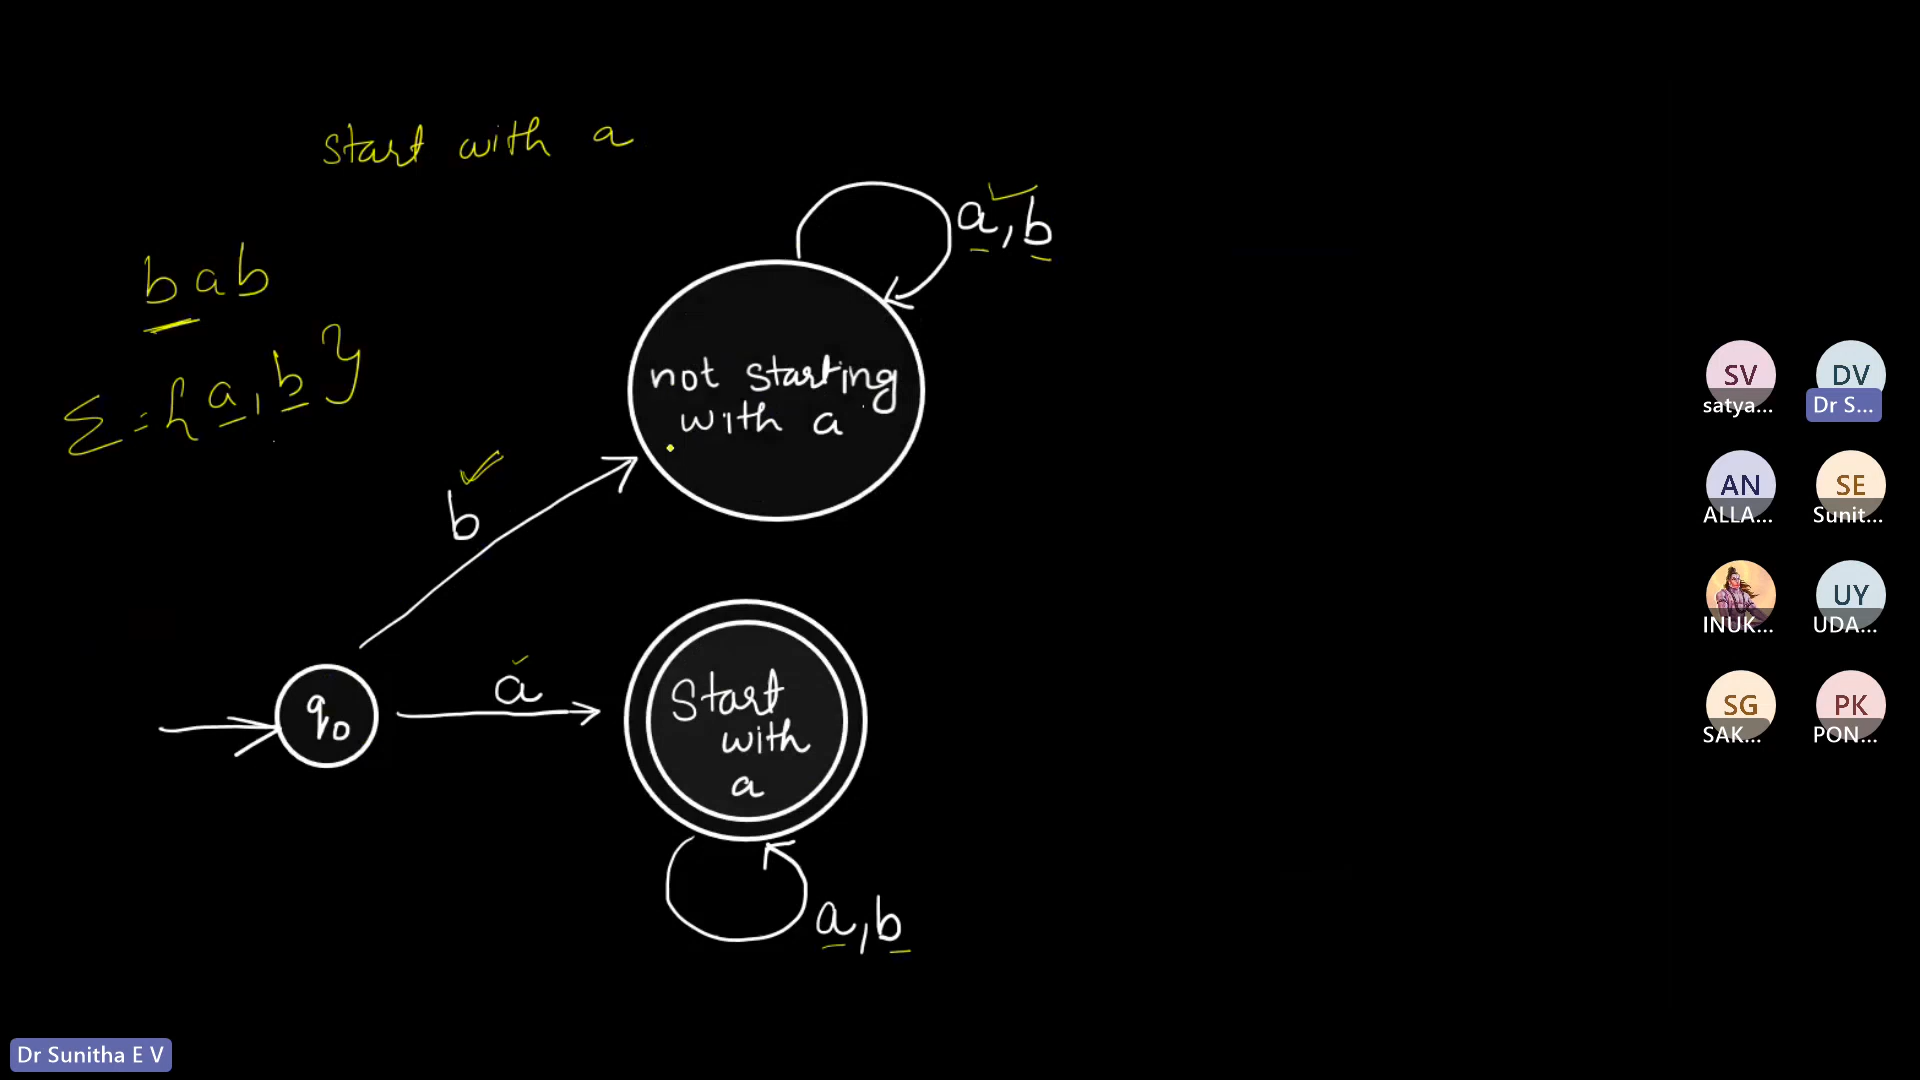 start with a
a,b
bab
Σ={a,b}
not starting
with a
b
a
q0
Start
with
a
a,b
SV
DV
satya...
Dr S...
AN
SE
ALLA...
Sunit...
UY
INUK...
UDA...
SG
PK
SAK...
PON...
Dr Sunitha E V